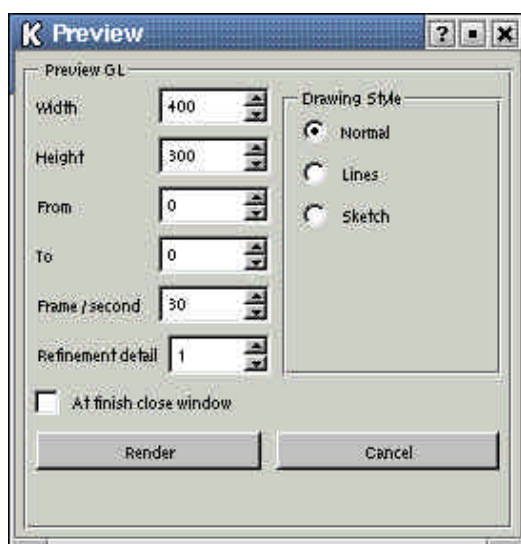 K Preview
Preview GL
Width 400
Height 300
From 0
To 0
Frame / second 30
Refinement detail 1
Drawing Style
Normal
Lines
Sketch
At finish close window
Render Cancel